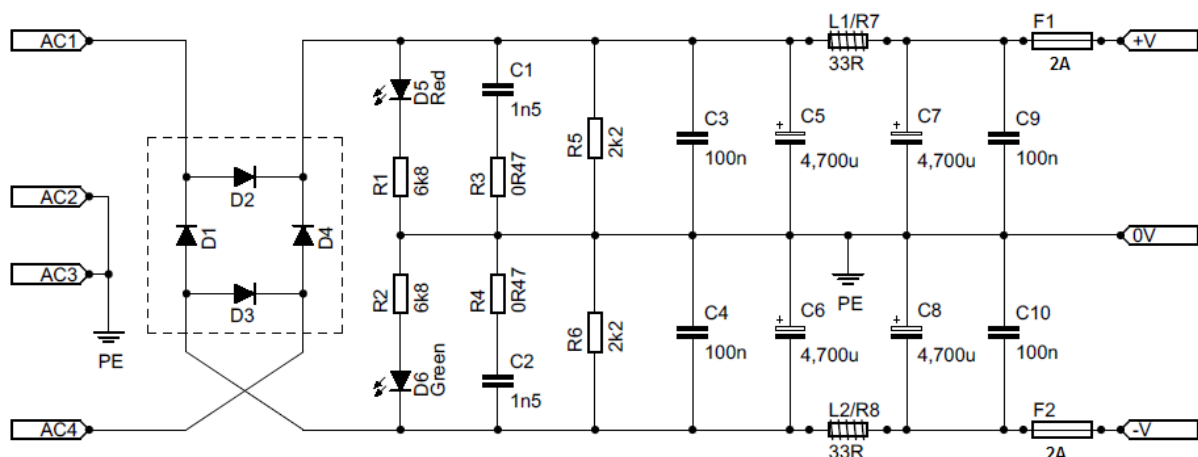 AC1
L1/R7
33R
F1
2A
+V
D5
Red
C1
1n5
R5
2k2
C3
100n
C5
+
4,700u
C7
+
4,700u
C9
100n
D2
R1
6k8
R3
0R47
AC2
D1
D4
0V
AC3
D3
PE
R2
6k8
R4
0R47
PE
R6
2k2
C4
100n
C6
+
4,700u
C8
+
4,700u
C10
100n
D6
Green
C2
1n5
AC4
L2/R8
33R
F2
2A
-V